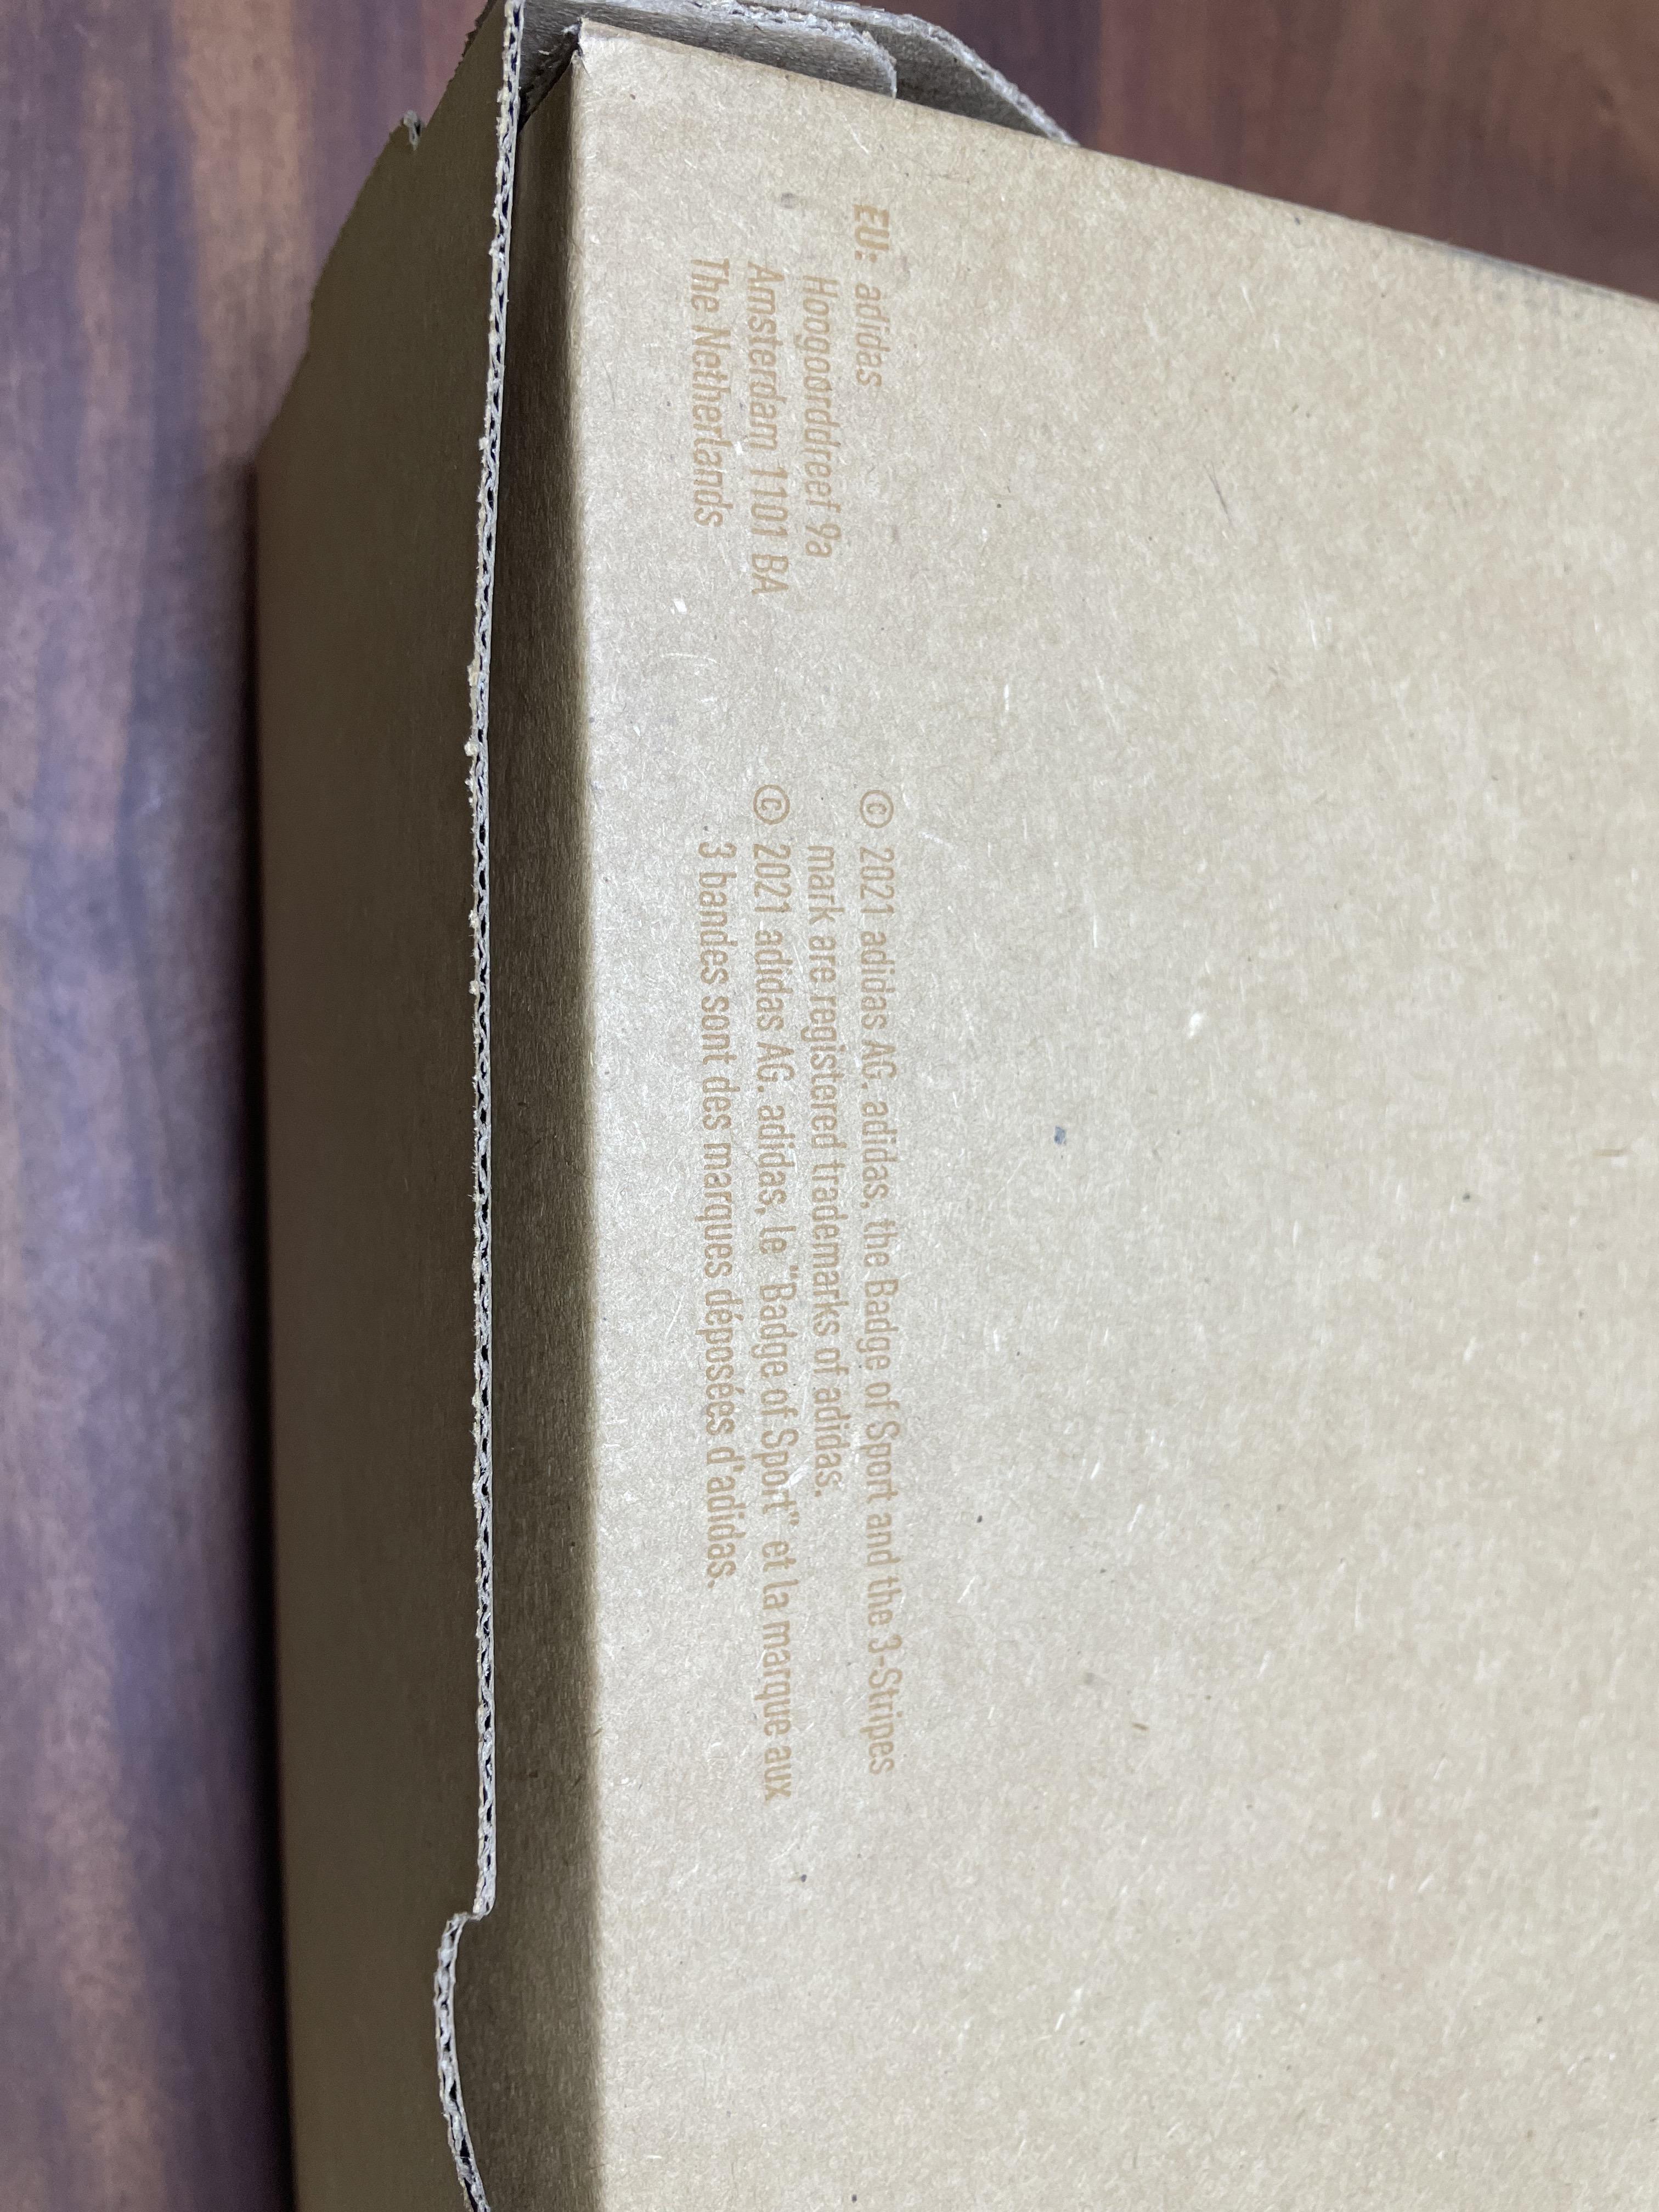 EU: adidas
Hoogoorddreef 9a
Amsterdam 1101 BA
The Netherlands
© 2021 adidas AG. adidas, the Badge of Sport and the 3-Stripes
mark are registered trademarks of adidas.
© 2021 adidas AG. adidas, le "Badge of Sport" et la marque aux
3 bandes sont des marques déposées d'adidas.